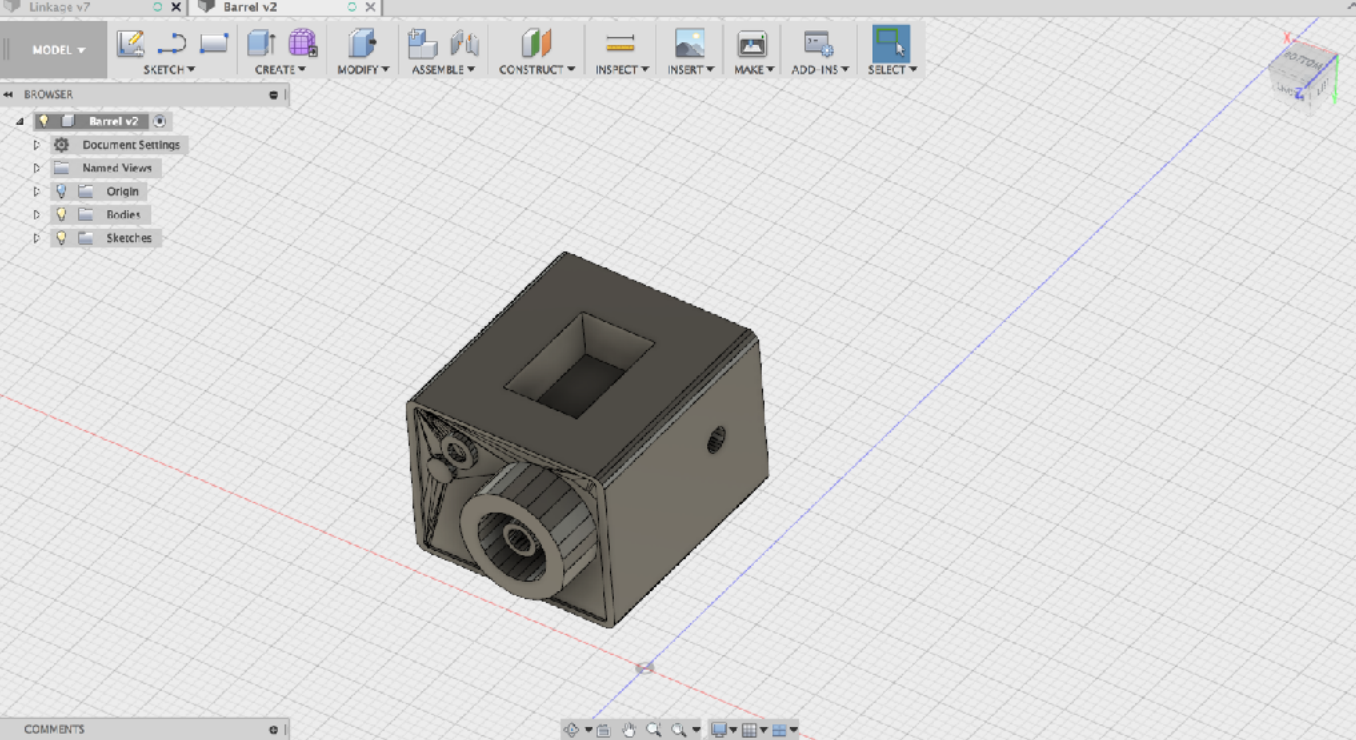 Linkage v7
Barrel v2
MODEL
SKETCH
CREATE
MODIFY
ASSEMBLE
CONSTRUCT
INSPECT
INSERT
MAKE
ADD-INS
SELECT
BROWSER
Barrel v2
Document Settings
Named Views
Origin
Bodies
Sketches
X
BOTTOM
Z
Y
COMMENTS